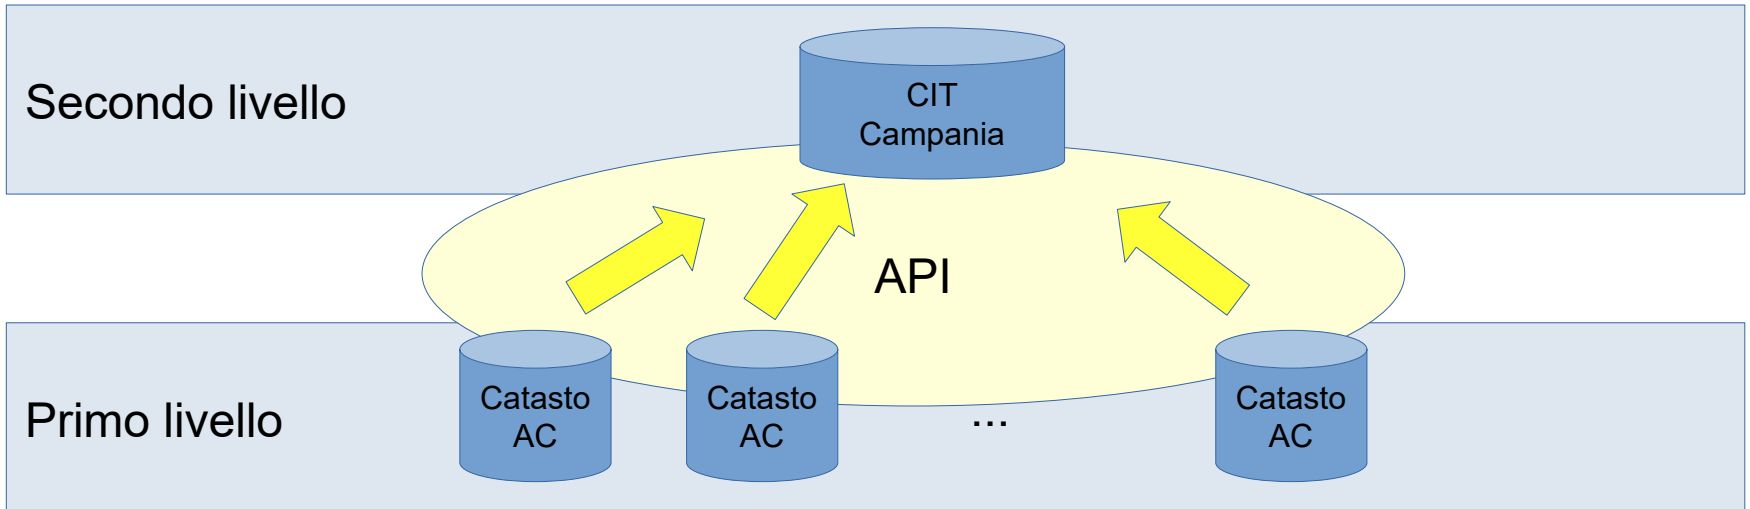 Secondo livello
CIT
Campania
API
Primo livello
Catasto
AC
Catasto
AC
...
Catasto
AC